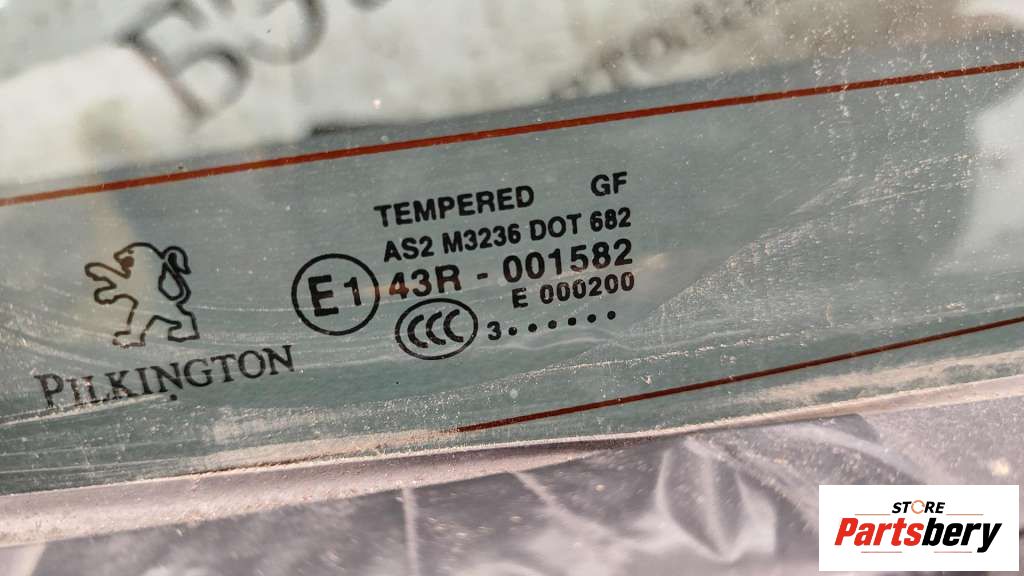 TEMPERED GF
AS2 M3236 DOT 682
E1 43R - 001582
E 000200
CCC 3••••••
PILKINGTON
STORE
Partsbery